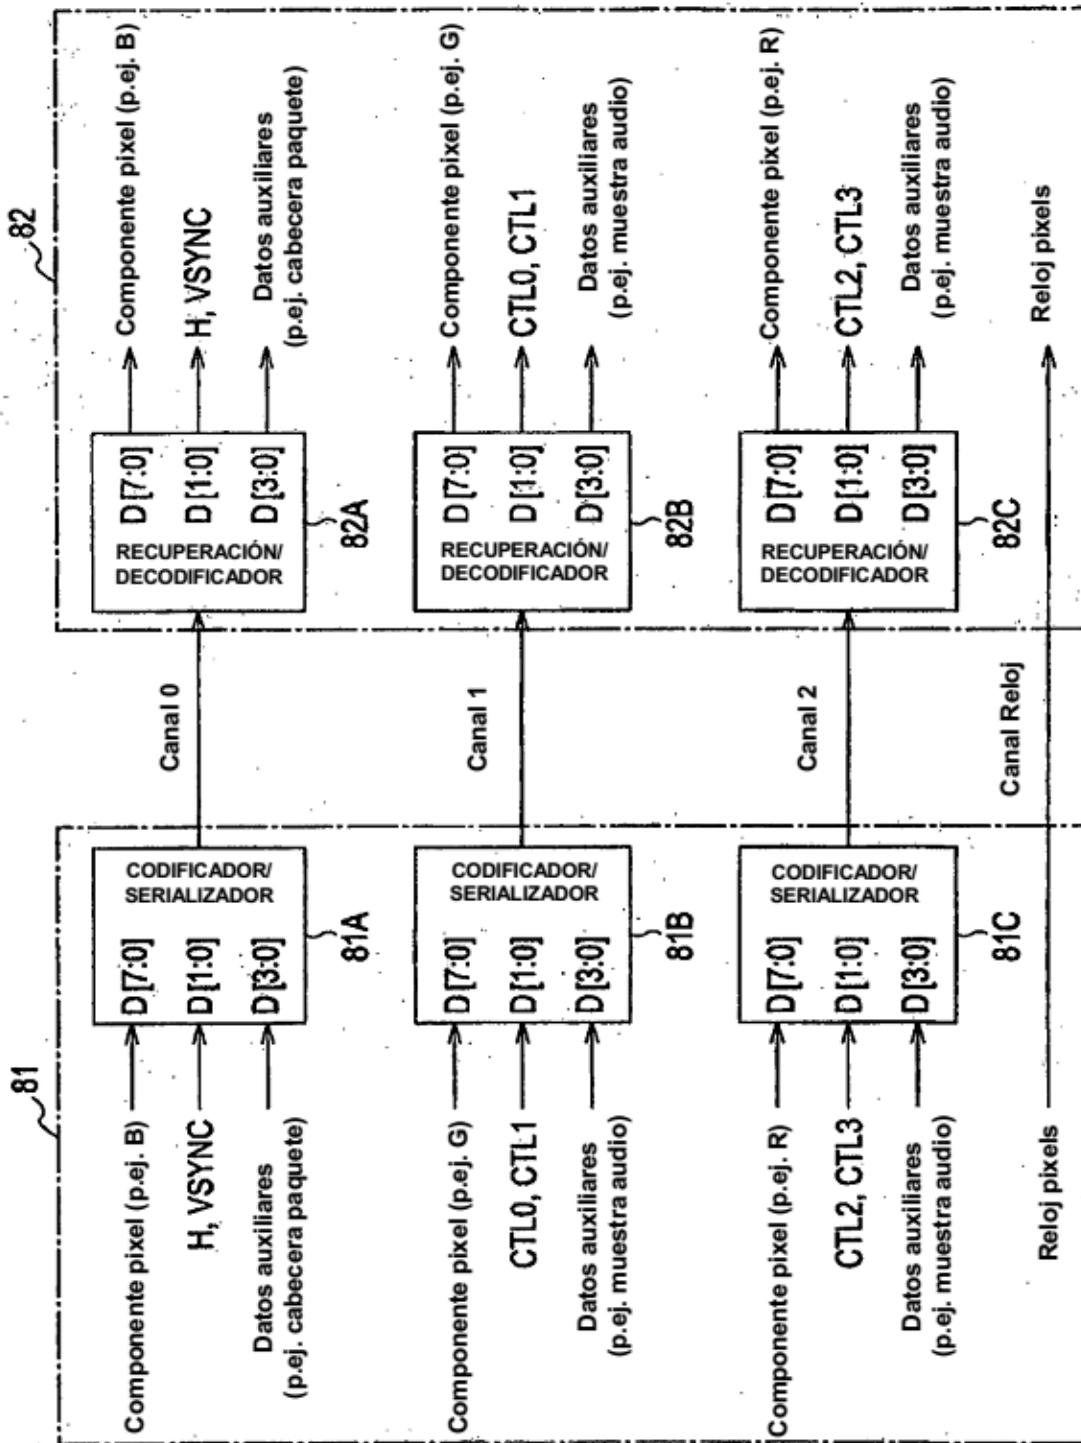 81
82
Componente pixel (p.ej. B)
H, VSYNC
Datos auxiliares
(p.ej. cabecera paquete)
D[7:0]
D[1:0]
D[3:0]
CODIFICADOR/
SERIALIZADOR
81A
Canal 0
RECUPERACIÓN/
DECODIFICADOR
D[7:0]
D[1:0]
D[3:0]
82A
Componente pixel (p.ej. B)
H, VSYNC
Datos auxiliares
(p.ej. cabecera paquete)
Componente pixel (p.ej. G)
CTL0, CTL1
Datos auxiliares
(p.ej. muestra audio)
D[7:0]
D[1:0]
D[3:0]
CODIFICADOR/
SERIALIZADOR
81B
Canal 1
RECUPERACIÓN/
DECODIFICADOR
D[7:0]
D[1:0]
D[3:0]
82B
Componente pixel (p.ej. G)
CTL0, CTL1
Datos auxiliares
(p.ej. muestra audio)
Componente pixel (p.ej. R)
CTL2, CTL3
Datos auxiliares
(p.ej. muestra audio)
D[7:0]
D[1:0]
D[3:0]
CODIFICADOR/
SERIALIZADOR
81C
Canal 2
RECUPERACIÓN/
DECODIFICADOR
D[7:0]
D[1:0]
D[3:0]
82C
Componente pixel (p.ej. R)
CTL2, CTL3
Datos auxiliares
(p.ej. muestra audio)
Reloj pixels
Canal Reloj
Reloj pixels